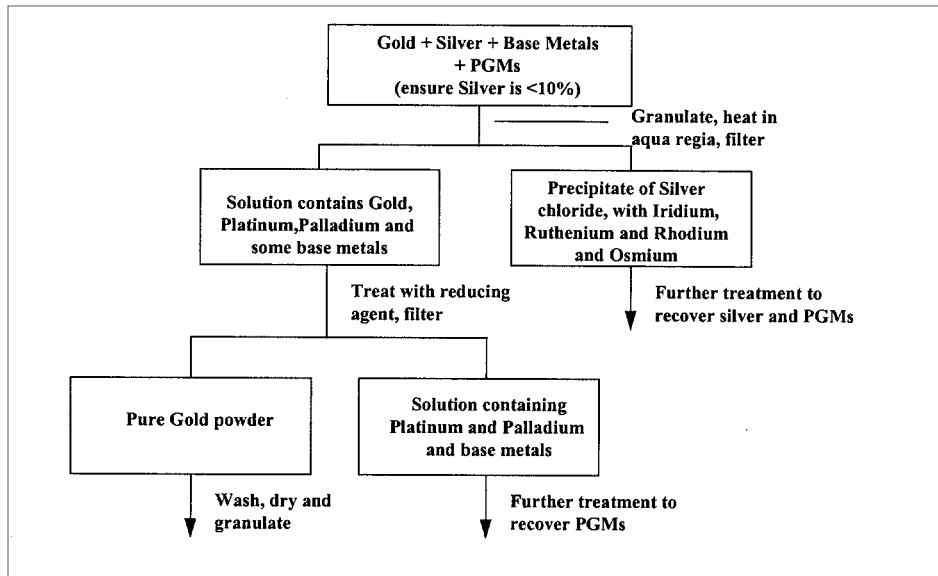 Gold + Silver + Base Metals
+ PGMs
(ensure Silver is <10%)
Granulate, heat in
aqua regia, filter
Solution contains Gold,
Platinum,Palladium and
some base metals
Precipitate of Silver
chloride, with Iridium,
Ruthenium and Rhodium
and Osmium
Treat with reducing
agent, filter
Further treatment to
recover silver and PGMs
Pure Gold powder
Solution containing
Platinum and Palladium
and base metals
Wash, dry and
granulate
Further treatment to
recover PGMs